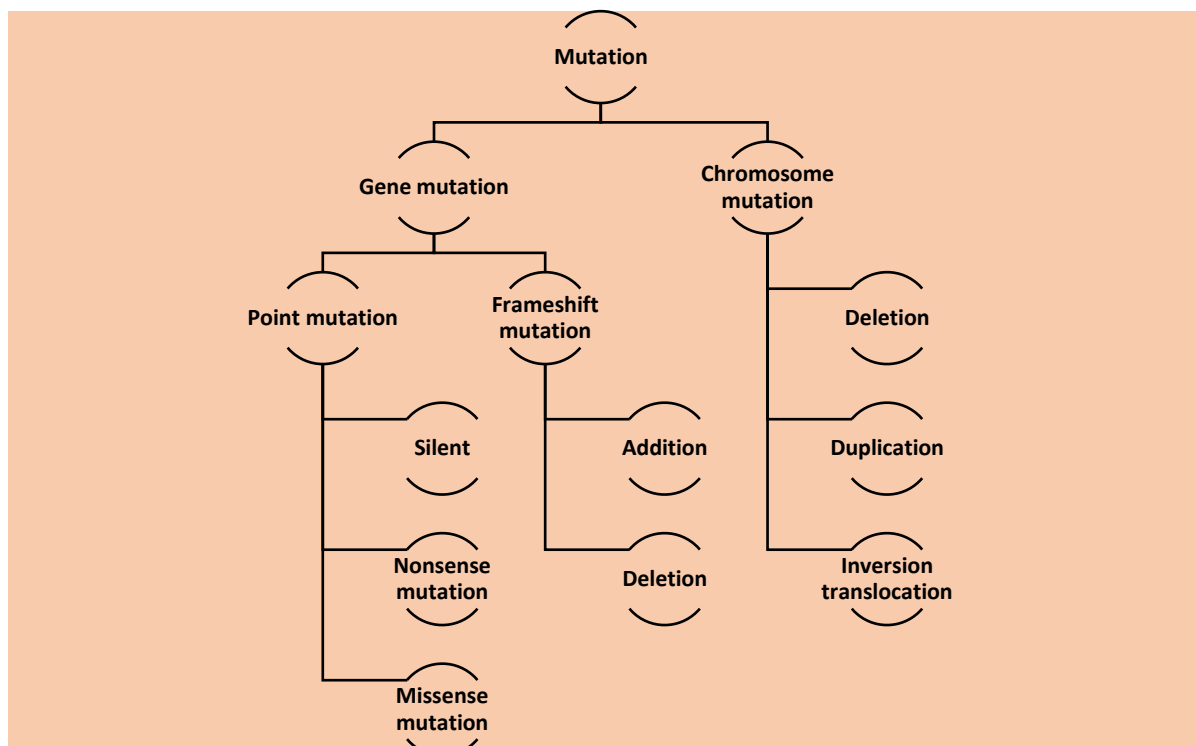 Mutation
Gene mutation
Chromosome
mutation
Point mutation
Frameshift
mutation
Deletion
Silent
Addition
Duplication
Nonsense
mutation
Deletion
Inversion
translocation
Missense
mutation